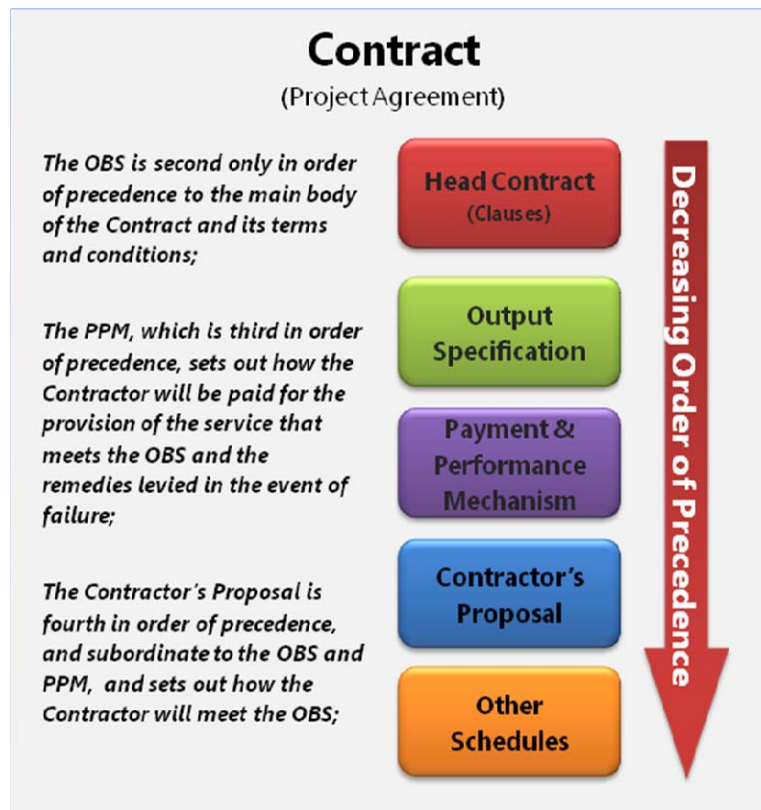 Contract
(Project Agreement)
The OBS is second only in order
of precedence to the main body
of the Contract and its terms
and conditions;
The PPM, which is third in order
of precedence, sets out how the
Contractor will be paid for the
provision of the service that
meets the OBS and the
remedies levied in the event of
failure;
The Contractor's Proposal is
fourth in order of precedence,
and subordinate to the OBS and
PPM, and sets out how the
Contractor will meet the OBS;
Head Contract
(Clauses)
Output
Specification
Payment &
Performance
Mechanism
Contractor's
Proposal
Other
Schedules
Decreasing Order of Precedence